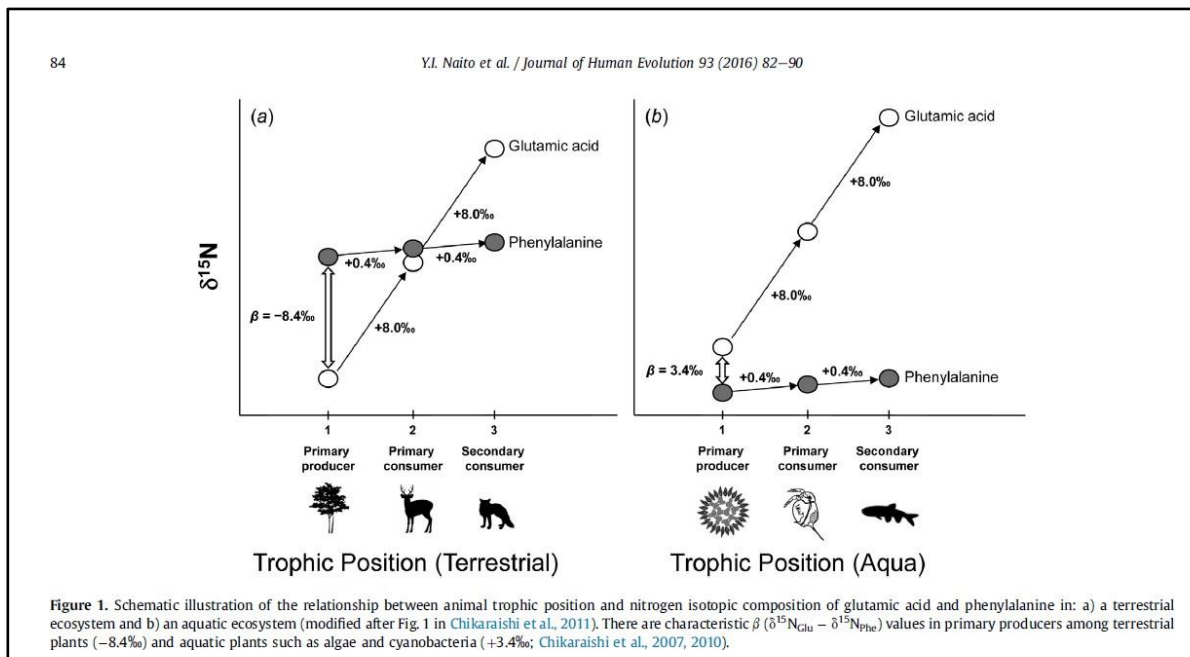 84
Y.I. Naito et al. / Journal of Human Evolution 93 (2016) 82–90
(a)
Glutamic acid
+8.0‰
Phenylalanine
+0.4‰
+0.4‰
β = −8.4‰
+8.0‰
δ15N
1
2
3
Primary producer
Primary consumer
Secondary consumer
Trophic Position (Terrestrial)
(b)
Glutamic acid
+8.0‰
+8.0‰
β = 3.4‰
+0.4‰
+0.4‰
Phenylalanine
1
2
3
Primary producer
Primary consumer
Secondary consumer
Trophic Position (Aqua)
Figure 1. Schematic illustration of the relationship between animal trophic position and nitrogen isotopic composition of glutamic acid and phenylalanine in: a) a terrestrial
ecosystem and b) an aquatic ecosystem (modified after Fig. 1 in Chikaraishi et al., 2011). There are characteristic β (δ15NGlu − δ15NPhe) values in primary producers among terrestrial
plants (−8.4‰) and aquatic plants such as algae and cyanobacteria (+3.4‰; Chikaraishi et al., 2007, 2010).